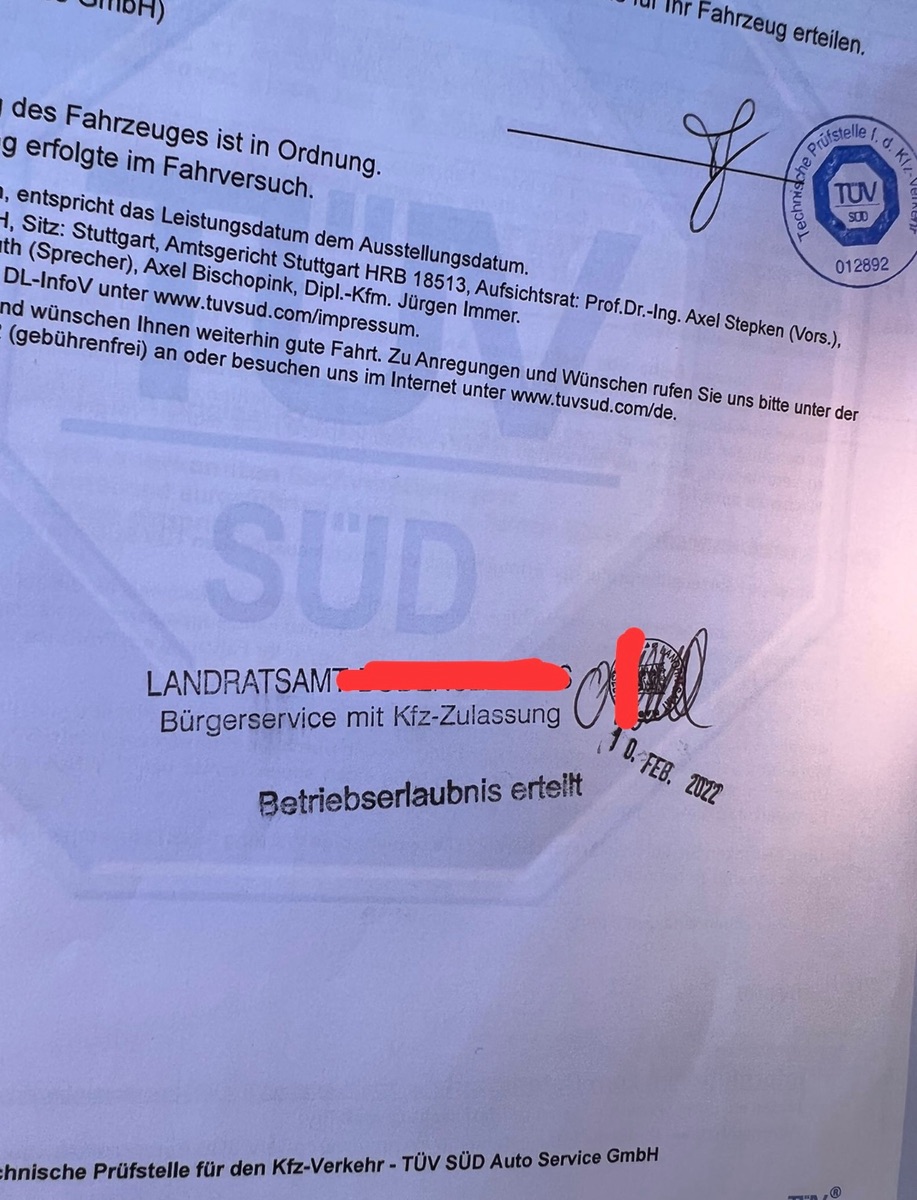 GmbH)
für Ihr Fahrzeug erteilen.
des Fahrzeuges ist in Ordnung.
g erfolgte im Fahrversuch.
Technische Prüfstelle f. d. Kfz-Verkehr
TÜV
SÜD
012892
entspricht das Leistungsdatum dem Ausstellungsdatum.
H, Sitz: Stuttgart, Amtsgericht Stuttgart HRB 18513, Aufsichtsrat: Prof.Dr.-Ing. Axel Stepken (Vors.),
th (Sprecher), Axel Bischopink, Dipl.-Kfm. Jürgen Immer.
DL-InfoV unter www.tuvsud.com/impressum.
nd wünschen Ihnen weiterhin gute Fahrt. Zu Anregungen und Wünschen rufen Sie uns bitte unter der
(gebührenfrei) an oder besuchen uns im Internet unter www.tuvsud.com/de.
TÜV
SÜD
LANDRATSAMT
Bürgerservice mit Kfz-Zulassung
10. FEB. 2022
Betriebserlaubnis erteilt
chnische Prüfstelle für den Kfz-Verkehr - TÜV SÜD Auto Service GmbH
TÜV®